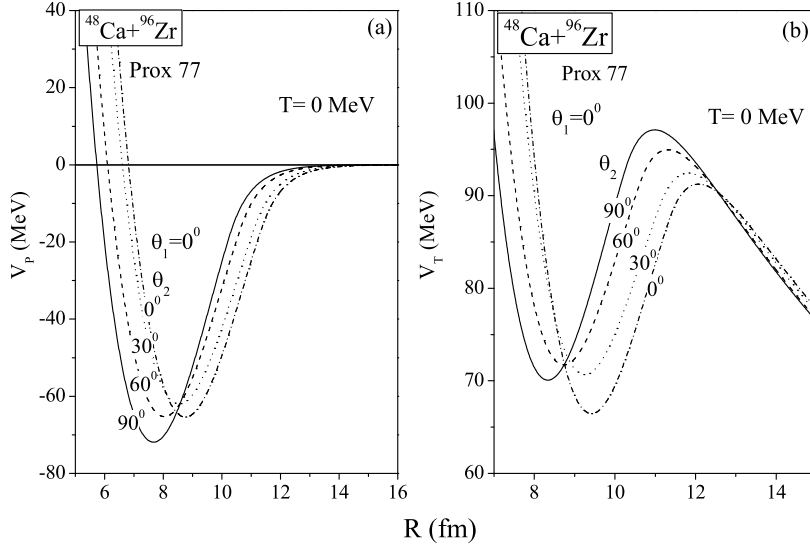 ⁴⁸Ca+⁹⁶Zr
(a)
Prox 77
T= 0 MeV
θ₁=0⁰
θ₂
0⁰
30⁰
60⁰
90⁰
V_P (MeV)
40
20
0
-20
-40
-60
-80
6 8 10 12 14 16
⁴⁸Ca+⁹⁶Zr
(b)
Prox 77
θ₁=0⁰
T= 0 MeV
θ₂
90⁰
60⁰
30⁰
0⁰
V_T (MeV)
110
100
90
80
70
60
8 10 12 14
R (fm)